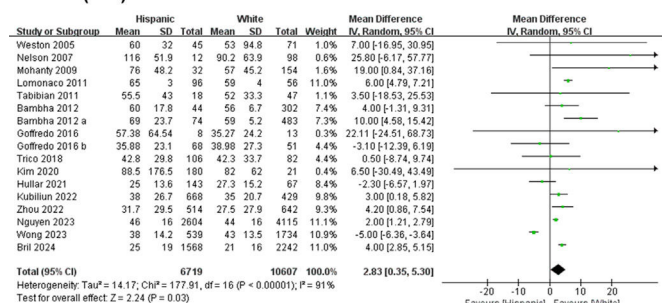 Hispanic White Mean Difference Mean Difference
Study or Subgroup Mean SD Total Mean SD Total Weight IV, Random, 95% CI IV, Random, 95% CI
Weston 2005 60 32 45 53 94.8 71 1.0% 7.00 [-16.95, 30.95]
Nelson 2007 116 51.9 12 90.2 63.9 98 0.6% 25.80 [-6.17, 57.77]
Mohanty 2009 76 48.2 32 57 45.2 154 1.6% 19.00 [0.84, 37.16]
Lomonaco 2011 65 3 96 59 4 56 11.6% 6.00 [4.79, 7.21]
Tabibian 2011 55.5 43 18 52 33.3 47 1.2% 3.50 [-18.53, 25.53]
Bambha 2012 60 17.8 44 56 6.7 302 8.2% 4.00 [-1.31, 9.31]
Bambha 2012 a 69 23.7 74 59 5.2 483 8.1% 10.00 [4.58, 15.42]
Goffredo 2016 57.38 64.54 8 35.27 24.2 13 0.3% 22.11 [-24.51, 68.73]
Goffredo 2016 b 35.88 23.1 68 38.98 27.3 51 4.5% -3.10 [-12.39, 6.19]
Trico 2018 42.8 29.8 106 42.3 33.7 82 4.5% 0.50 [-8.74, 9.74]
Kim 2020 88.5 176.5 180 82 62 21 0.5% 6.50 [-30.49, 43.49]
Hullar 2021 25 13.6 143 27.3 15.2 67 9.1% -2.30 [-6.57, 1.97]
Kubiliun 2022 38 26.7 668 35 20.7 429 10.5% 3.00 [0.18, 5.82]
Zhou 2022 31.7 29.5 514 27.5 27.9 642 10.0% 4.20 [0.86, 7.54]
Nguyen 2023 46 16 2604 44 16 4115 11.7% 2.00 [1.21, 2.79]
Wong 2023 38 14.2 539 43 13.5 1734 11.5% -5.00 [-6.36, -3.64]
Bril 2024 25 19 1568 21 16 2242 11.6% 4.00 [2.85, 5.15]
Total (95% CI) 6719 10607 100.0% 2.83 [0.35, 5.30]
Heterogeneity: Tau² = 14.17; Chi² = 177.91, df = 16 (P < 0.00001); I² = 91%
Test for overall effect: Z = 2.24 (P = 0.03)
-20 -10 0 10 20